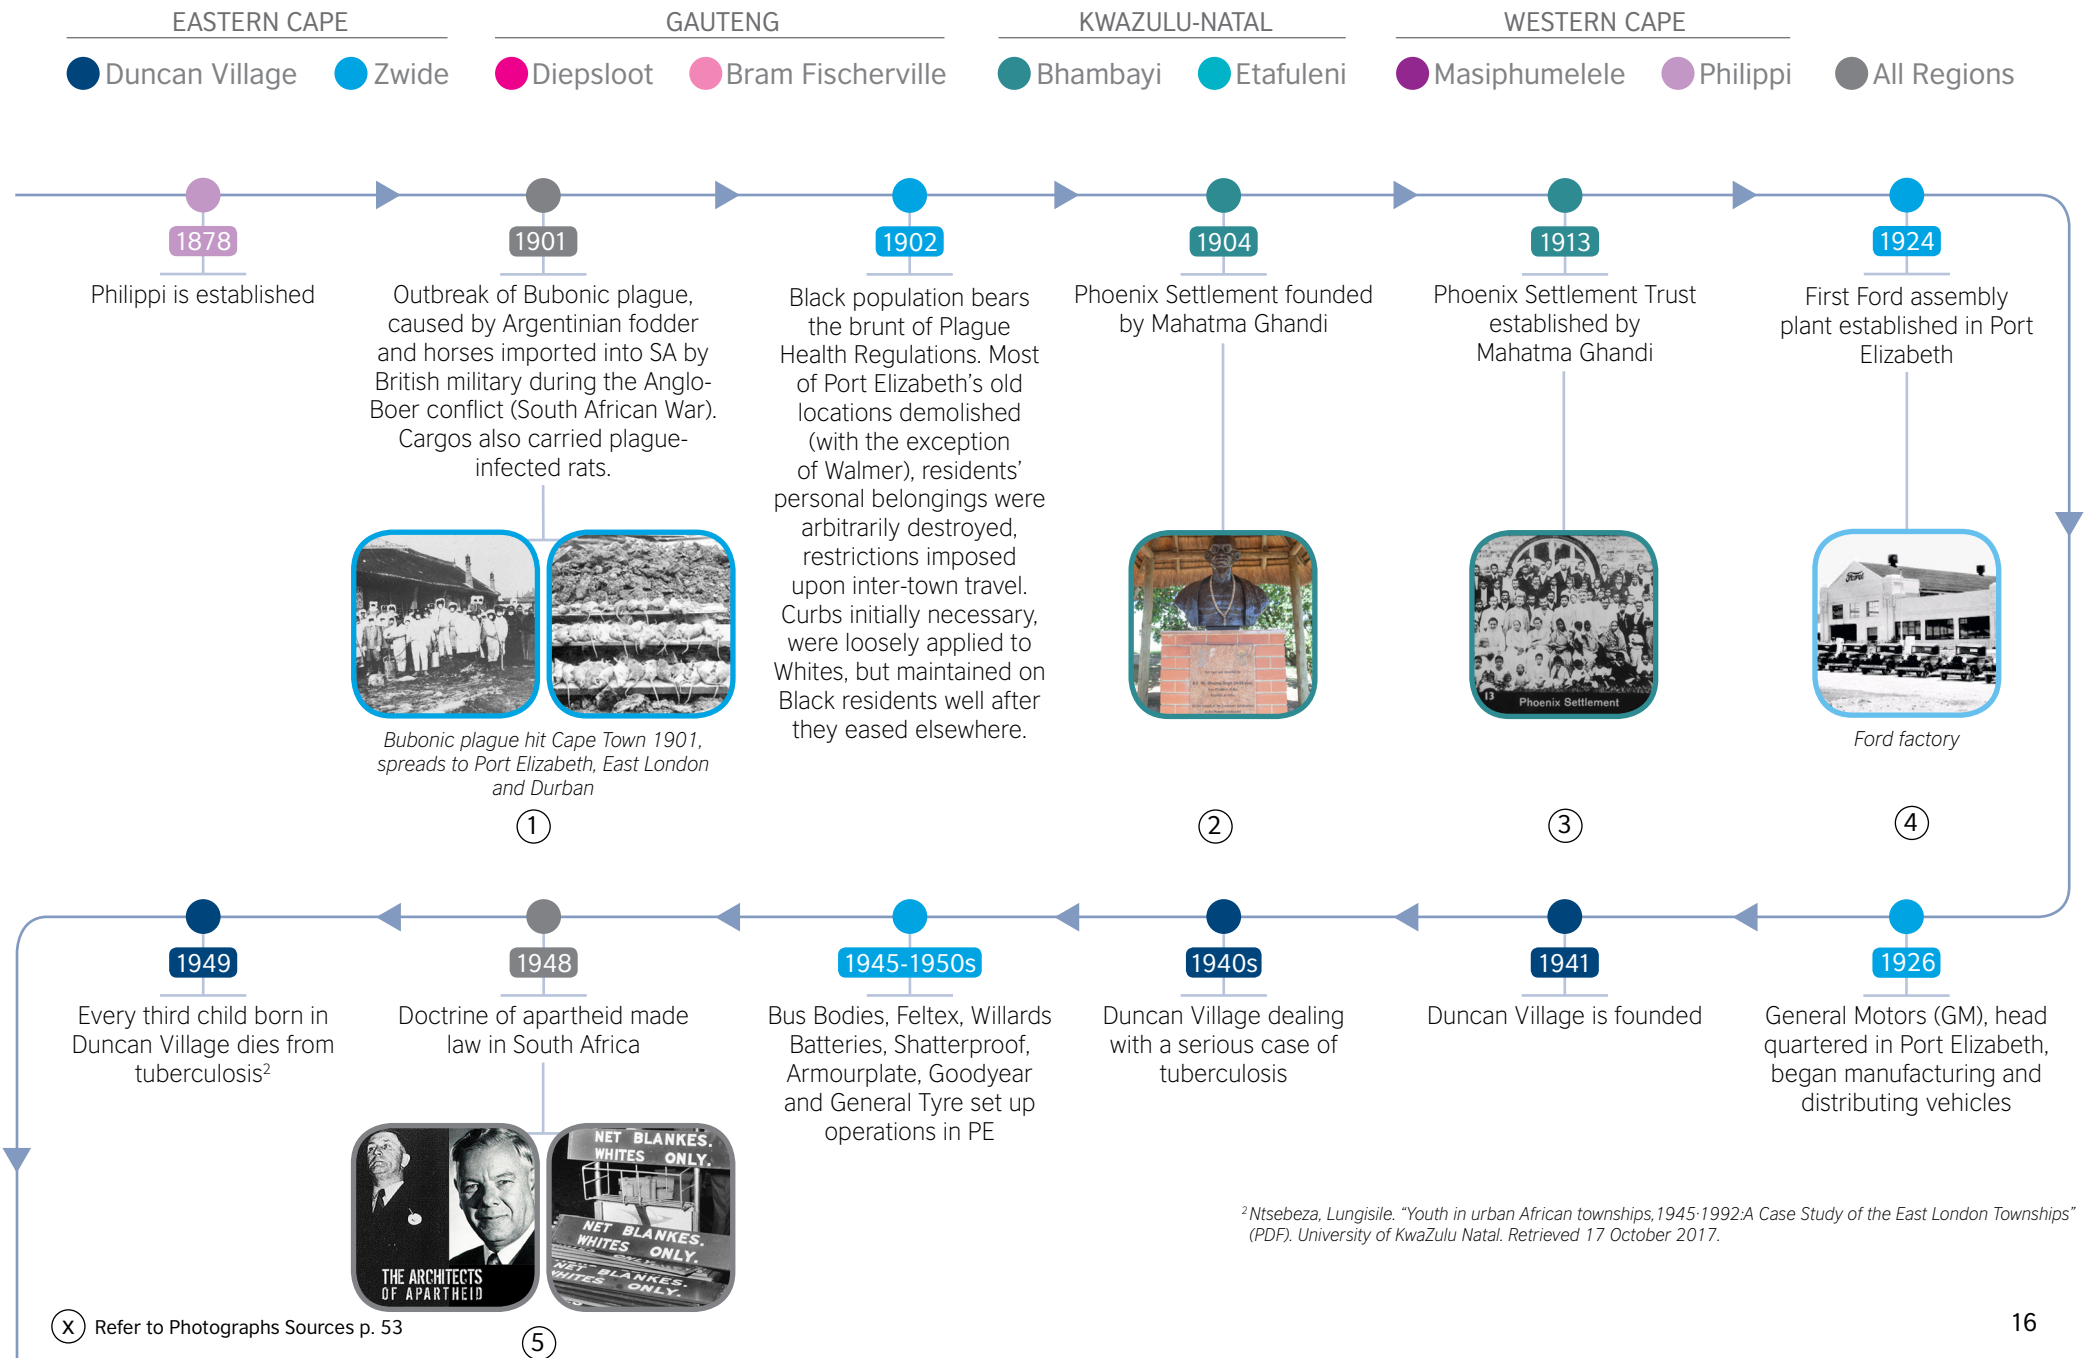 EASTERN CAPE
GAUTENG
KWAZULU-NATAL
WESTERN CAPE
Duncan Village
Zwide
Diepsloot
Bram Fischerville
Bhambayi
Etafuleni
Masiphumelele
Philippi
All Regions
1878
Philippi is established
1901
Outbreak of Bubonic plague,
caused by Argentinian fodder
and horses imported into SA by
British military during the Anglo-
Boer conflict (South African War).
Cargos also carried plague-
infected rats.
Bubonic plague hit Cape Town 1901,
spreads to Port Elizabeth, East London
and Durban
1
1902
Black population bears
the brunt of Plague
Health Regulations. Most
of Port Elizabeth's old
locations demolished
(with the exception
of Walmer), residents'
personal belongings were
arbitrarily destroyed,
restrictions imposed
upon inter-town travel.
Curbs initially necessary,
were loosely applied to
Whites, but maintained on
Black residents well after
they eased elsewhere.
1904
Phoenix Settlement founded
by Mahatma Ghandi
2
1913
Phoenix Settlement Trust
established by
Mahatma Ghandi
13
Phoenix Settlement
3
1924
First Ford assembly
plant established in Port
Elizabeth
Ford
Ford factory
4
1949
Every third child born in
Duncan Village dies from
tuberculosis²
1948
Doctrine of apartheid made
law in South Africa
THE ARCHITECTS
OF APARTHEID
NET BLANKES.
WHITES ONLY.
NET BLANKES.
WHITES ONLY.
NET BLANKES.
WHITES ONLY.
5
1945-1950s
Bus Bodies, Feltex, Willards
Batteries, Shatterproof,
Armourplate, Goodyear
and General Tyre set up
operations in PE
1940s
Duncan Village dealing
with a serious case of
tuberculosis
1941
Duncan Village is founded
1926
General Motors (GM), head
quartered in Port Elizabeth,
began manufacturing and
distributing vehicles
² Ntsebeza, Lungisile. "Youth in urban African townships,1945·1992:A Case Study of the East London Townships"
(PDF). University of KwaZulu Natal. Retrieved 17 October 2017.
X Refer to Photographs Sources p. 53
16